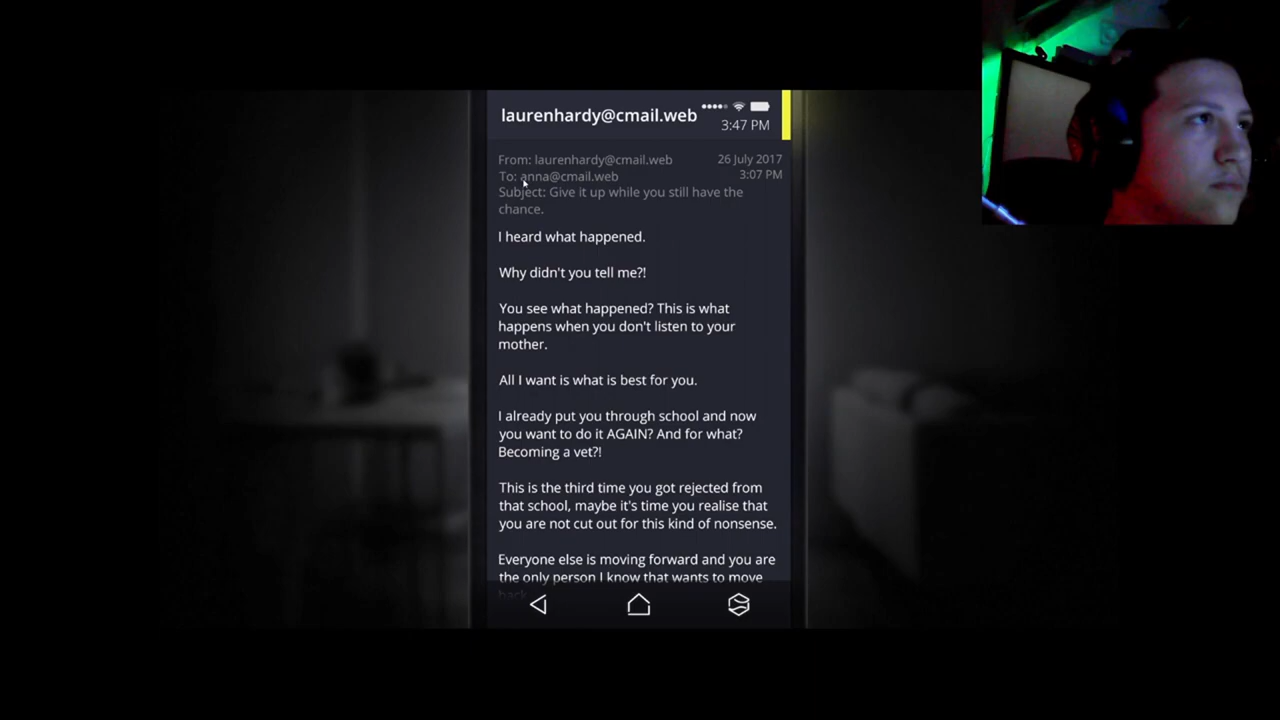 laurenhardy@cmail.web
3:47 PM
From: laurenhardy@cmail.web
26 July 2017
To: anna@cmail.web
3:07 PM
Subject: Give it up while you still have the
chance.
I heard what happened.
Why didn't you tell me?!
You see what happened? This is what
happens when you don't listen to your
mother.
All I want is what is best for you.
I already put you through school and now
you want to do it AGAIN? And for what?
Becoming a vet?!
This is the third time you got rejected from
that school, maybe it's time you realise that
you are not cut out for this kind of nonsense.
Everyone else is moving forward and you are
the only person I know that wants to move
back